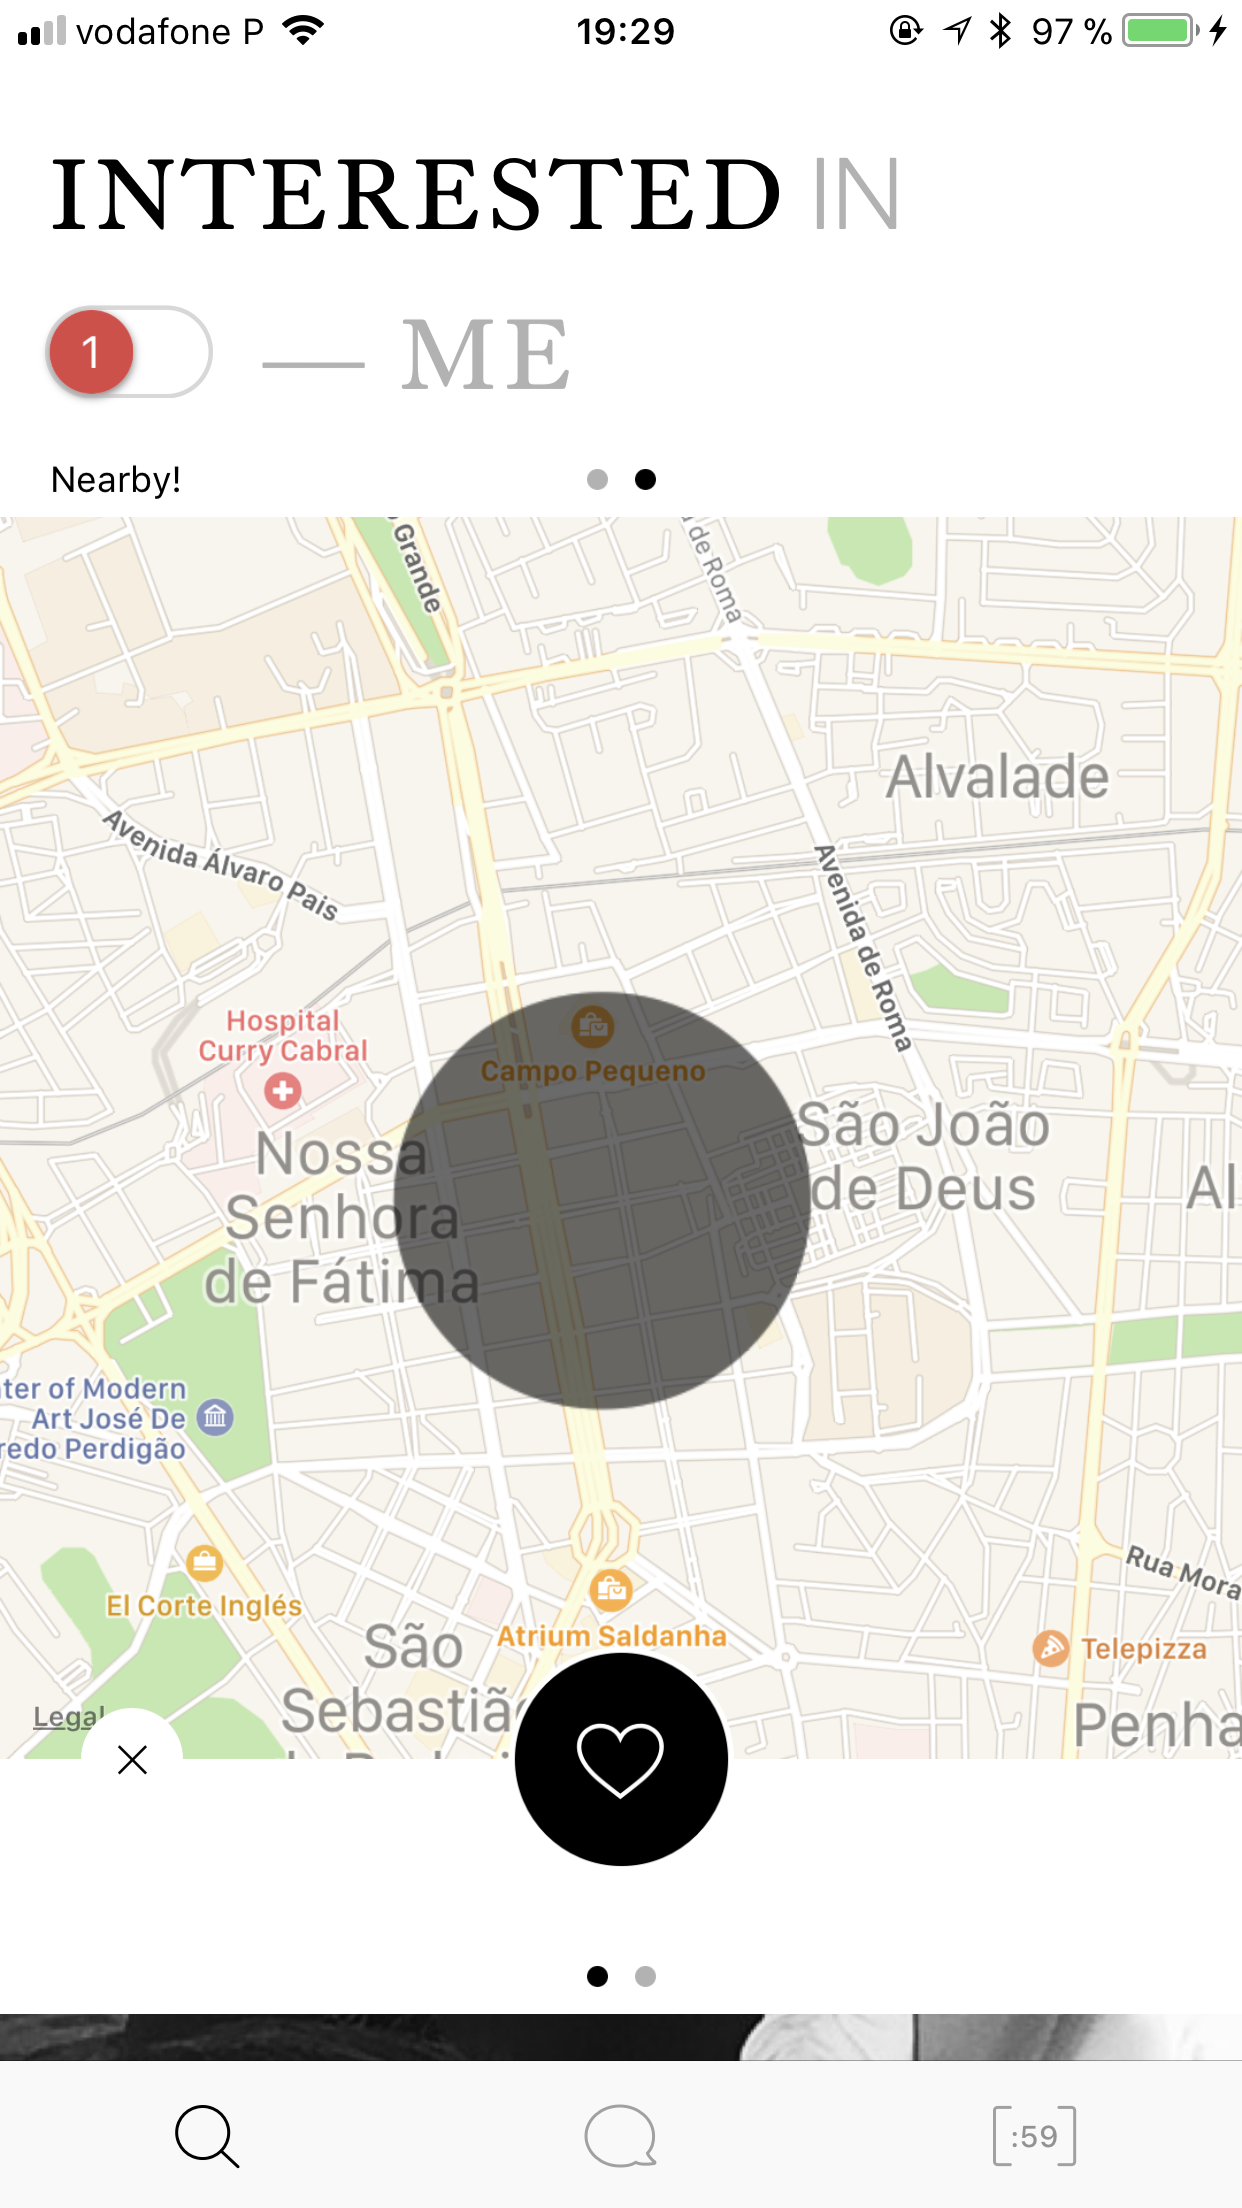 vodafone P 19:29 97 %
INTERESTED IN
1 — ME
Nearby!
Grande
de Roma
Alvalade
Avenida Álvaro Pais
Avenida de Roma
Hospital
Curry Cabral
Campo Pequeno
São João
de Deus
Nossa
Senhora
de Fátima
Al
ter of Modern
Art José De
redo Perdigão
El Corte Inglés
Rua Mora
São
Sebastião
Atrium Saldanha
Telepizza
Penha
Legal
:59